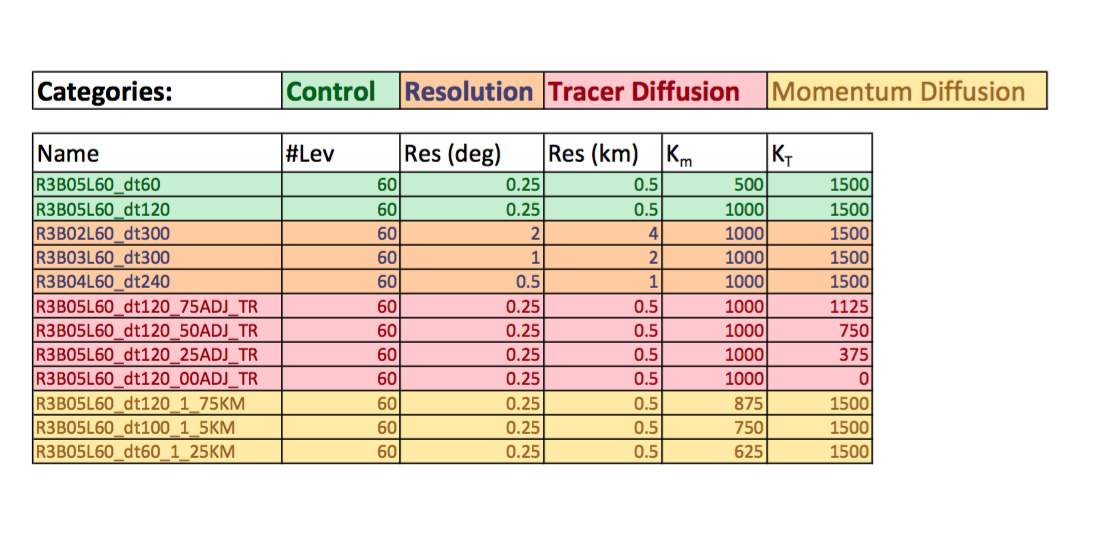 Categories: Control Resolution Tracer Diffusion Momentum Diffusion
Name #Lev Res (deg) Res (km) Km KT
R3B05L60_dt60 60 0.25 0.5 500 1500
R3B05L60_dt120 60 0.25 0.5 1000 1500
R3B02L60_dt300 60 2 4 1000 1500
R3B03L60_dt300 60 1 2 1000 1500
R3B04L60_dt240 60 0.5 1 1000 1500
R3B05L60_dt120_75ADJ_TR 60 0.25 0.5 1000 1125
R3B05L60_dt120_50ADJ_TR 60 0.25 0.5 1000 750
R3B05L60_dt120_25ADJ_TR 60 0.25 0.5 1000 375
R3B05L60_dt120_00ADJ_TR 60 0.25 0.5 1000 0
R3B05L60_dt120_1_75KM 60 0.25 0.5 875 1500
R3B05L60_dt100_1_5KM 60 0.25 0.5 750 1500
R3B05L60_dt60_1_25KM 60 0.25 0.5 625 1500